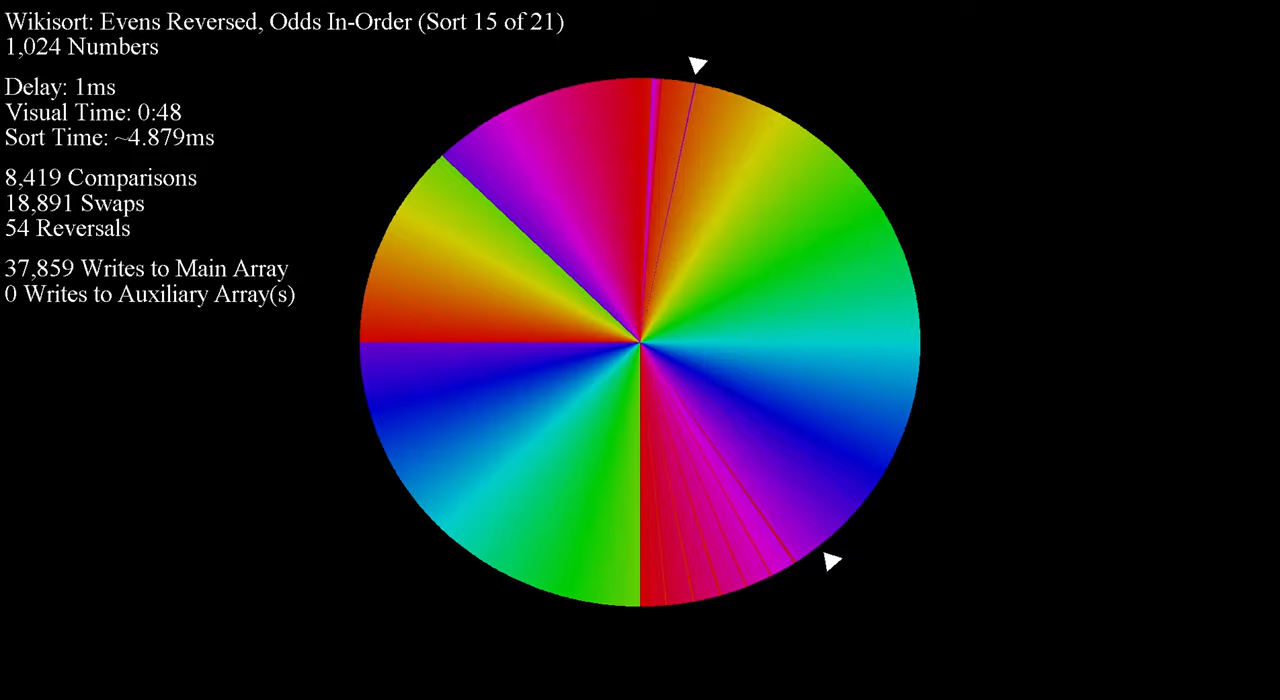 Wikisort: Evens Reversed, Odds In-Order (Sort 15 of 21)
1,024 Numbers
Delay: 1ms
Visual Time: 0:48
Sort Time: ~4.879ms
8,419 Comparisons
18,891 Swaps
54 Reversals
37,859 Writes to Main Array
0 Writes to Auxiliary Array(s)